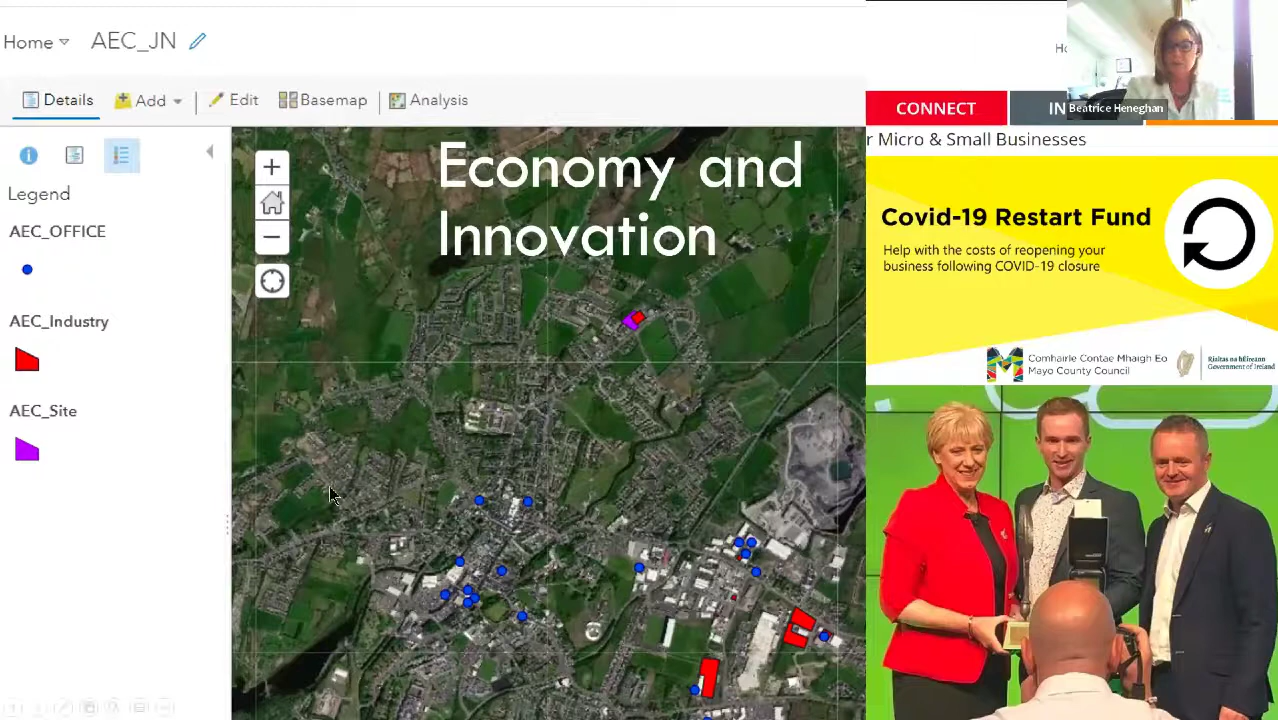 Home
AEC_JN
Details
Add
Edit
Basemap
Analysis
Legend
AEC_OFFICE
AEC_Industry
AEC_Site
Economy and
Innovation
CONNECT
IN
Beatrice Heneghan
r Micro & Small Businesses
Covid-19 Restart Fund
Help with the costs of reopening your
business following COVID-19 closure
Comhairle Contae Mhaigh Eo
Mayo County Council
Rialtas na hÉireann
Government of Ireland